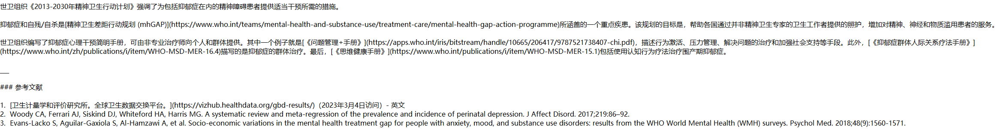 世卫组织《2013-2030年精神卫生行动计划》强调了为包括抑郁症在内的精神障碍患者提供适当干预所需的措施。
抑郁症和自残/自杀是[精神卫生差距行动规划 (mhGAP)](https://www.who.int/teams/mental-health-and-substance-use/treatment-care/mental-health-gap-action-programme)所涵盖的一个重点疾患。该规划的目标是，帮助各国通过并非精神卫生专家的卫生工作者提供的照护，增加对精神、神经和物质滥用患者的服务。
世卫组织编写了抑郁症心理干预简明手册，可由非专业治疗师向个人和群体提供。其中一个例子就是[《问题管理+手册》](https://apps.who.int/iris/bitstream/handle/10665/206417/9787521738407-chi.pdf)，描述行为激活、压力管理、解决问题的治疗和加强社会支持等手段。此外，[《抑郁症群体人际关系疗法手册》]
(https://www.who.int/zh/publications/i/item/WHO-MSD-MER-16.4)描写的是抑郁症的群体治疗。最后，[《思维健康手册》](https://www.who.int/publications/i/item/WHO-MSD-MER-15.1)包括使用认知行为疗法治疗围产期抑郁症。
__
### 参考文献
1.  [卫生计量学和评价研究所。全球卫生数据交换平台。](https://vizhub.healthdata.org/gbd-results/)（2023年3月4日访问）- 英文
2.  Woody CA, Ferrari AJ, Siskind DJ, Whiteford HA, Harris MG. A systematic review and meta-regression of the prevalence and incidence of perinatal depression. J Affect Disord. 2017;219:86–92.
3.  Evans-Lacko S, Aguilar-Gaxiola S, Al-Hamzawi A, et al. Socio-economic variations in the mental health treatment gap for people with anxiety, mood, and substance use disorders: results from the WHO World Mental Health (WMH) surveys. Psychol Med. 2018;48(9):1560-1571.